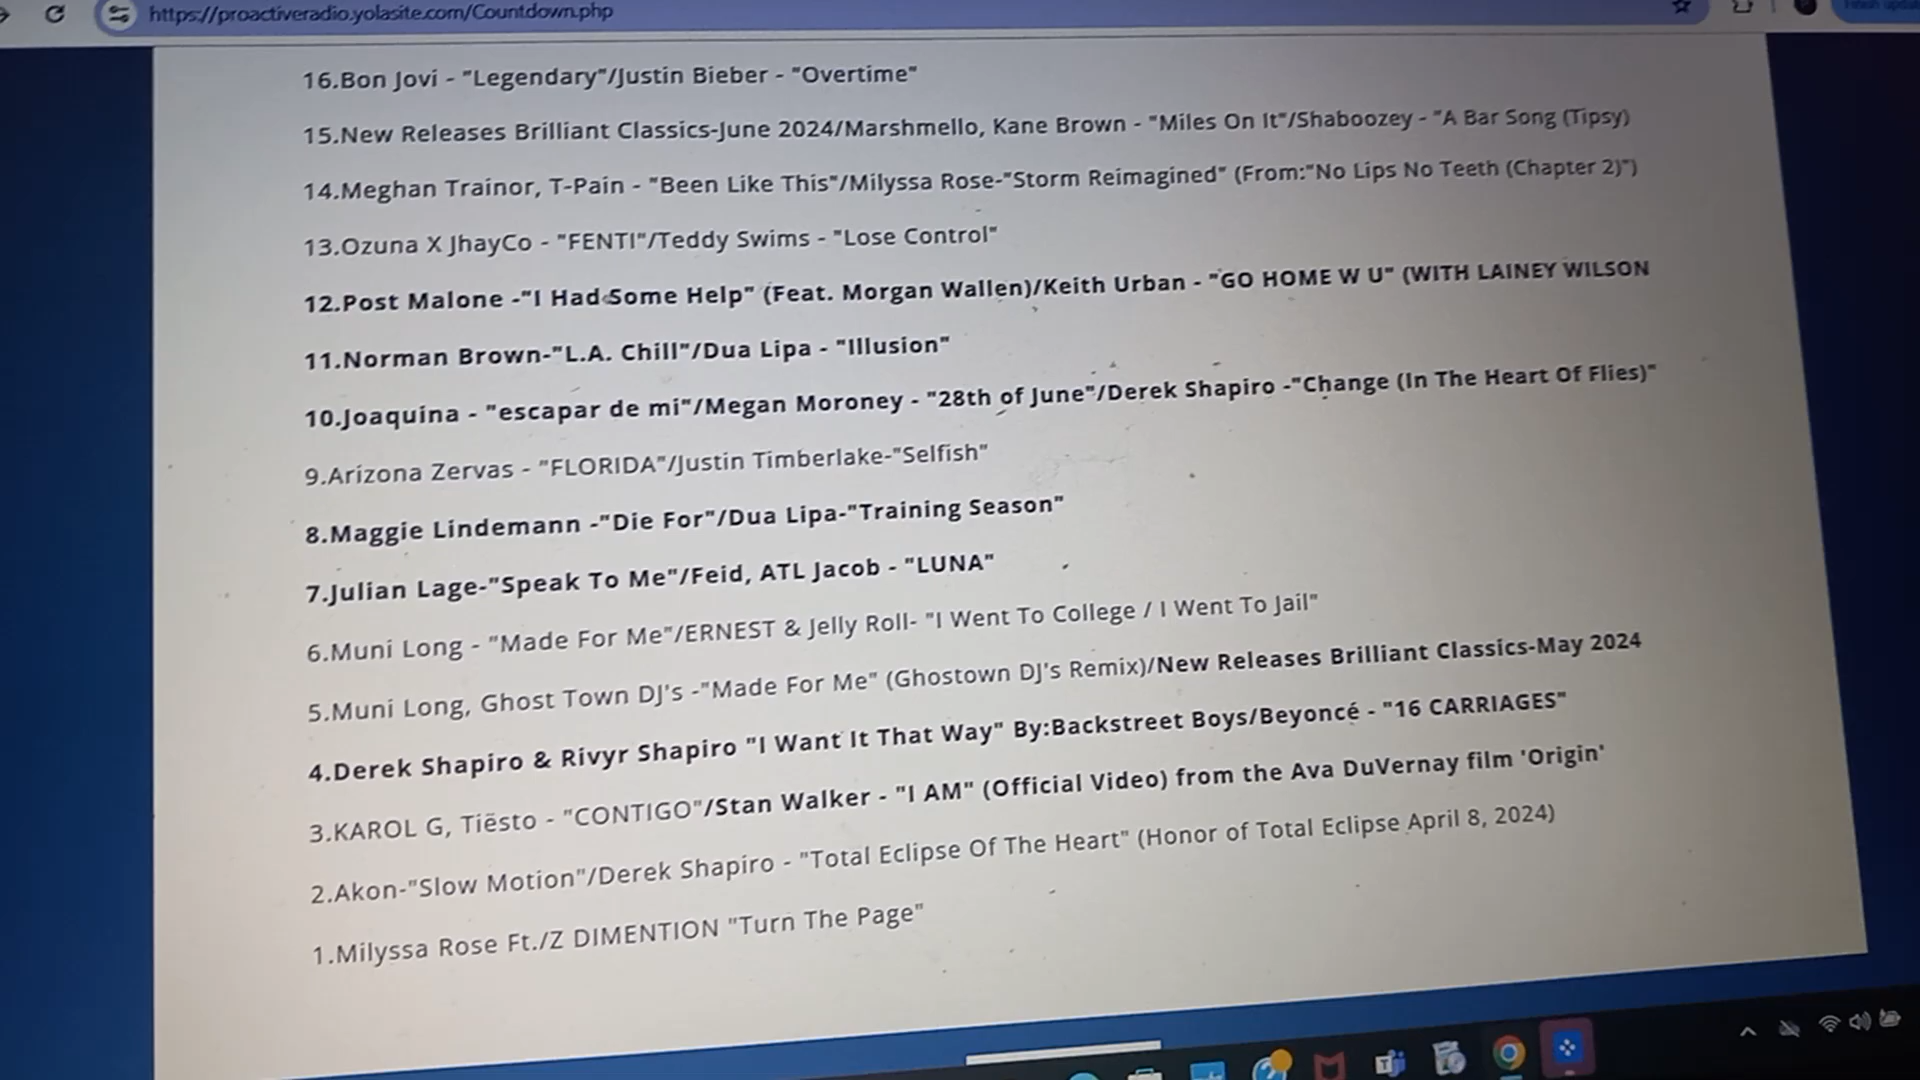 https://proactiveradio.yolasite.com/Countdown.php
16.Bon Jovi - "Legendary"/Justin Bieber - "Overtime"
15.New Releases Brilliant Classics-June 2024/Marshmello, Kane Brown - "Miles On It"/Shaboozey - "A Bar Song (Tipsy)
14.Meghan Trainor, T-Pain - "Been Like This"/Milyssa Rose-"Storm Reimagined" (From:"No Lips No Teeth (Chapter 2)")
13.Ozuna X JhayCo - "FENTI"/Teddy Swims - "Lose Control"
12.Post Malone -"I Had Some Help" (Feat. Morgan Wallen)/Keith Urban - "GO HOME W U" (WITH LAINEY WILSON
11.Norman Brown-"L.A. Chill"/Dua Lipa - "Illusion"
10.Joaquina - "escapar de mi"/Megan Moroney - "28th of June"/Derek Shapiro -"Change (In The Heart Of Flies)"
9.Arizona Zervas - "FLORIDA"/Justin Timberlake-"Selfish"
8.Maggie Lindemann -"Die For"/Dua Lipa-"Training Season"
7.Julian Lage-"Speak To Me"/Feid, ATL Jacob - "LUNA"
6.Muni Long - "Made For Me"/ERNEST & Jelly Roll- "I Went To College / I Went To Jail"
5.Muni Long, Ghost Town DJ's -"Made For Me" (Ghostown DJ's Remix)/New Releases Brilliant Classics-May 2024
4.Derek Shapiro & Rivyr Shapiro "I Want It That Way" By:Backstreet Boys/Beyoncé - "16 CARRIAGES"
3.KAROL G, Tiësto - "CONTIGO"/Stan Walker - "I AM" (Official Video) from the Ava DuVernay film 'Origin'
2.Akon-"Slow Motion"/Derek Shapiro - "Total Eclipse Of The Heart" (Honor of Total Eclipse April 8, 2024)
1.Milyssa Rose Ft./Z DIMENTION "Turn The Page"